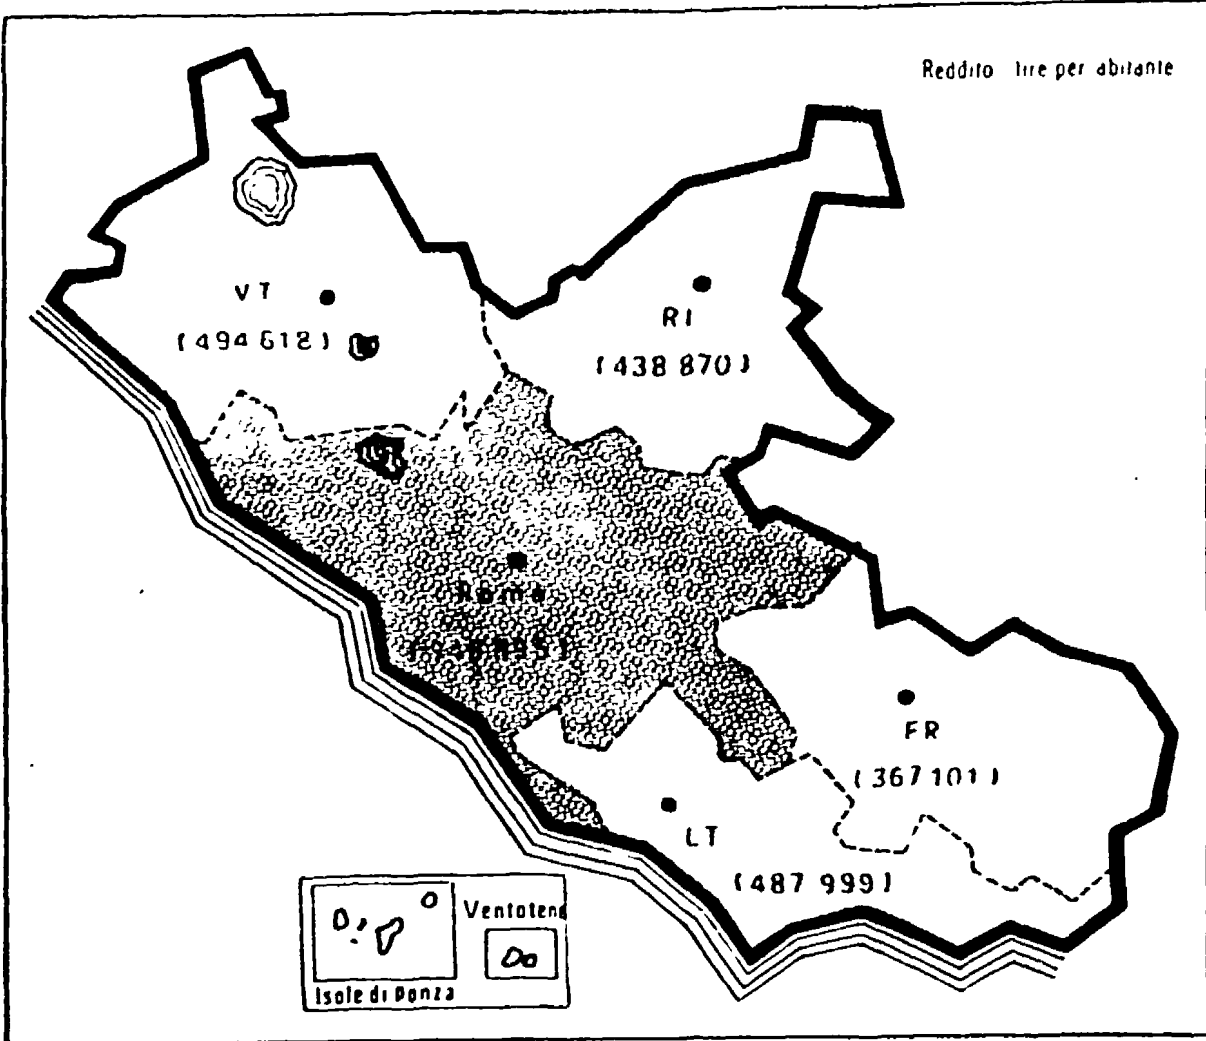 Reddito lire per abitante
VT
(494 612)
RI
(438 870)
Roma
FR
(367 101)
LT
(487 999)
Ventotene
Isole di Ponza